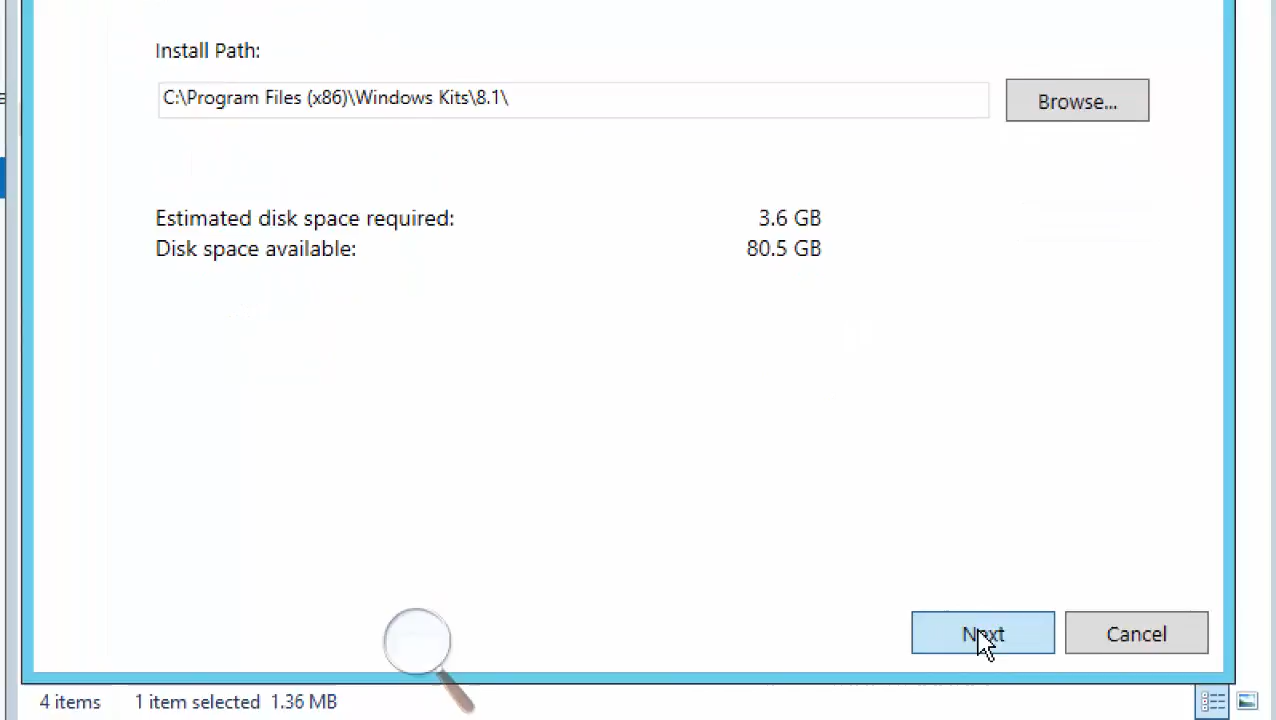 Install Path:
C:\Program Files (x86)\Windows Kits\8.1\
Browse...
Estimated disk space required: 3.6 GB
Disk space available: 80.5 GB
Next
Cancel
4 items 1 item selected 1.36 MB